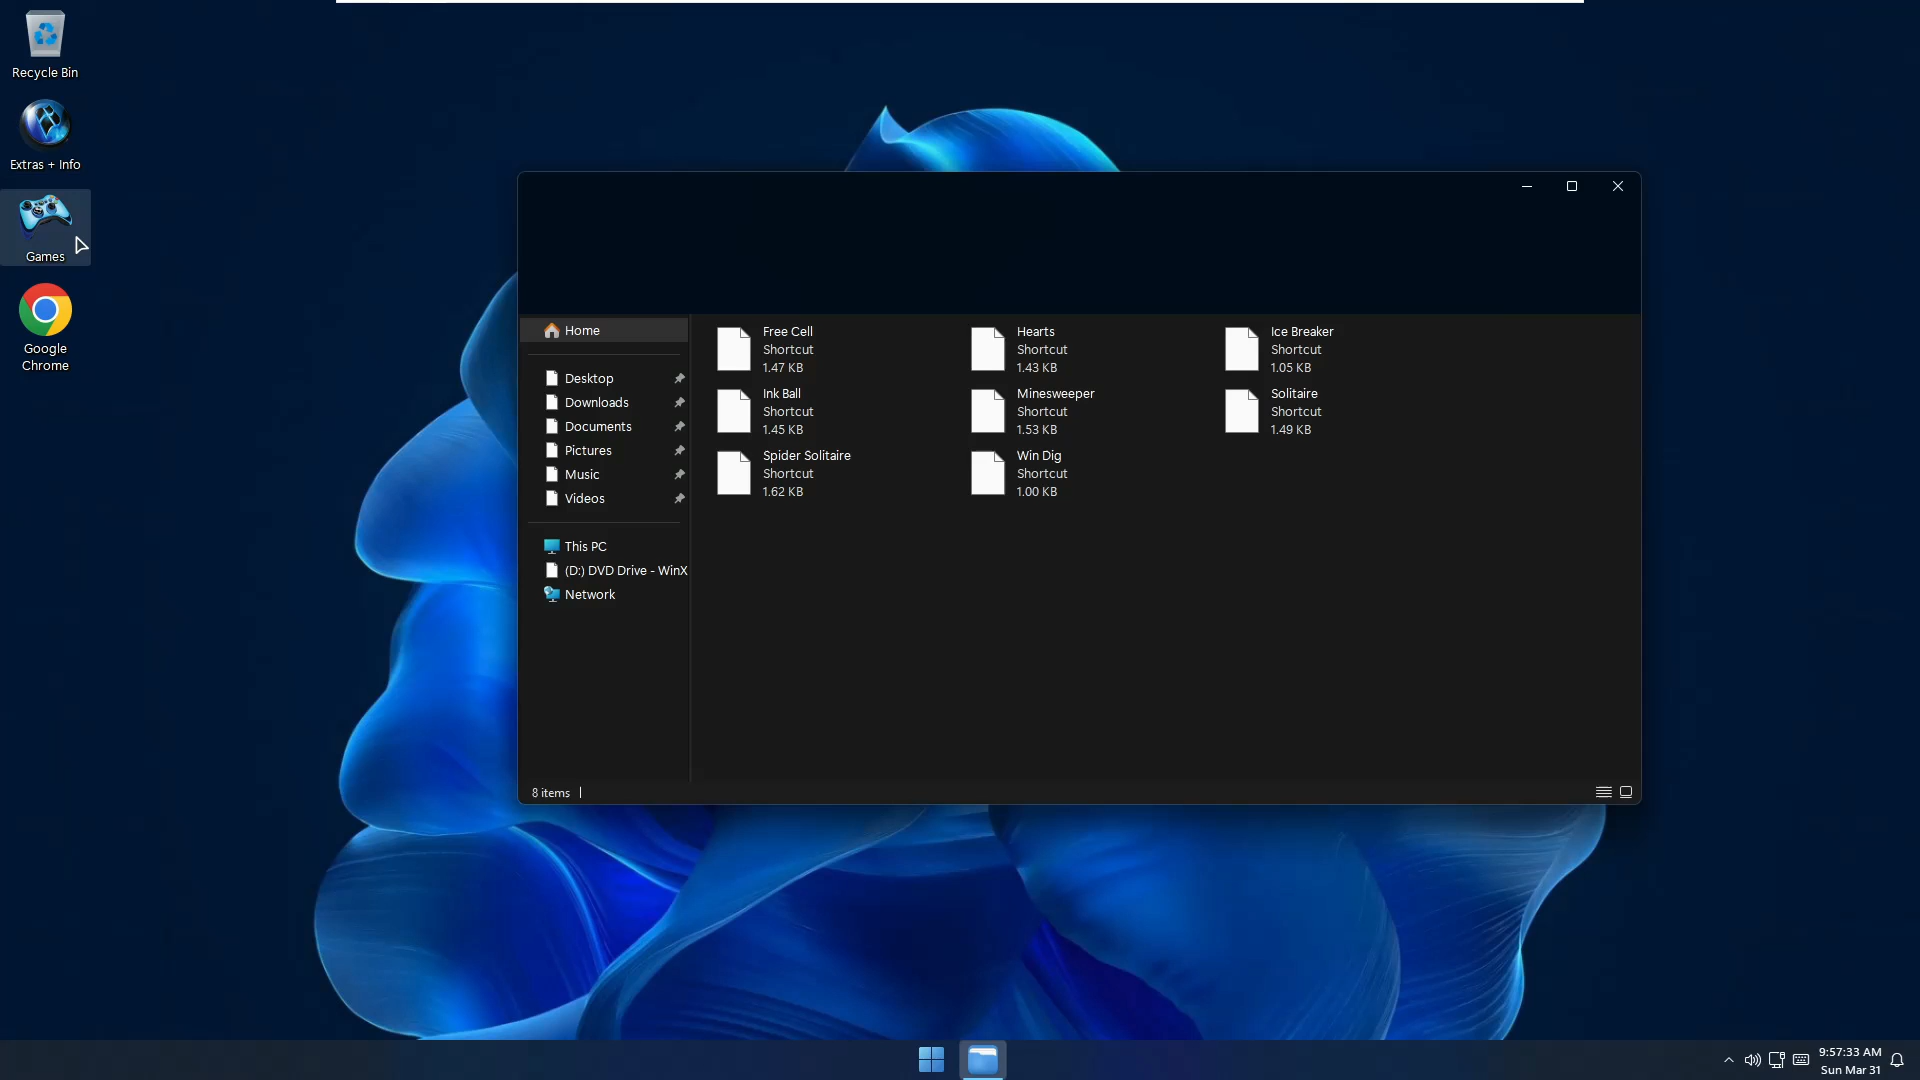 Recycle Bin
Extras + Info
Games
Google
Chrome
Home
Desktop
Downloads
Documents
Pictures
Music
Videos
This PC
(D:) DVD Drive - WinX
Network
Free Cell
Shortcut
1.47 KB
Hearts
Shortcut
1.43 KB
Ice Breaker
Shortcut
1.05 KB
Ink Ball
Shortcut
1.45 KB
Minesweeper
Shortcut
1.53 KB
Solitaire
Shortcut
1.49 KB
Spider Solitaire
Shortcut
1.62 KB
Win Dig
Shortcut
1.00 KB
8 items
9:57:33 AM
Sun Mar 31